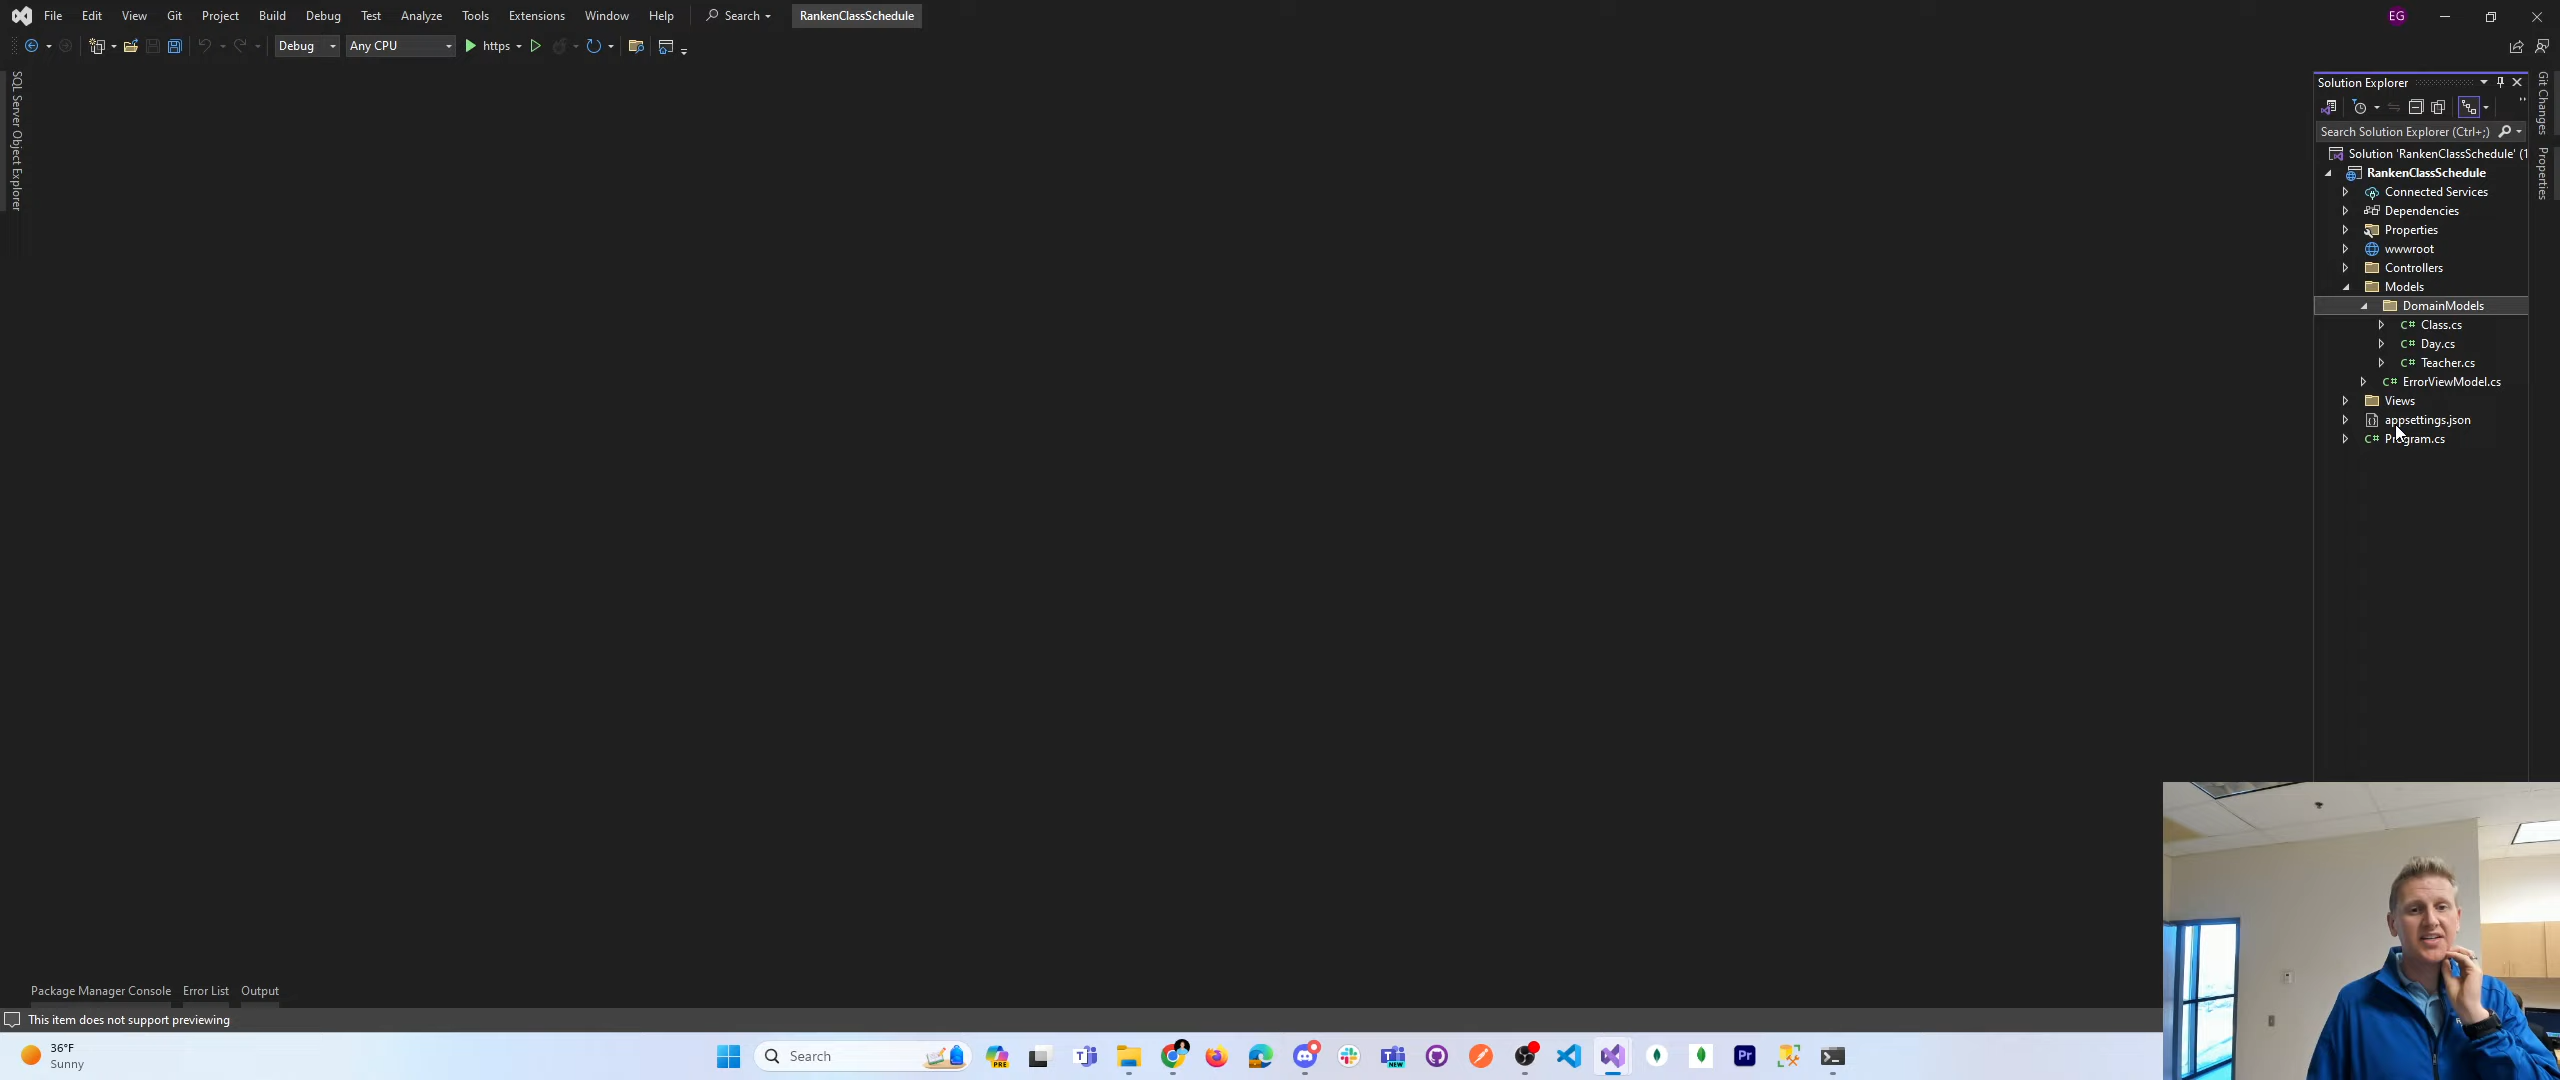 File Edit View Git Project Build Debug Test Analyze Tools Extensions Window Help Search RankenClassSchedule EG
Debug Any CPU https
SQL Server Object Explorer
Solution Explorer
Search Solution Explorer (Ctrl+;)
Solution 'RankenClassSchedule' (1
RankenClassSchedule
Connected Services
Dependencies
Properties
wwwroot
Controllers
Models
DomainModels
C# Class.cs
C# Day.cs
C# Teacher.cs
C# ErrorViewModel.cs
Views
appsettings.json
C# Program.cs
Git Changes
Properties
Package Manager Console Error List Output
This item does not support previewing
36°F
Sunny
Search
PRE
NEW
Pr